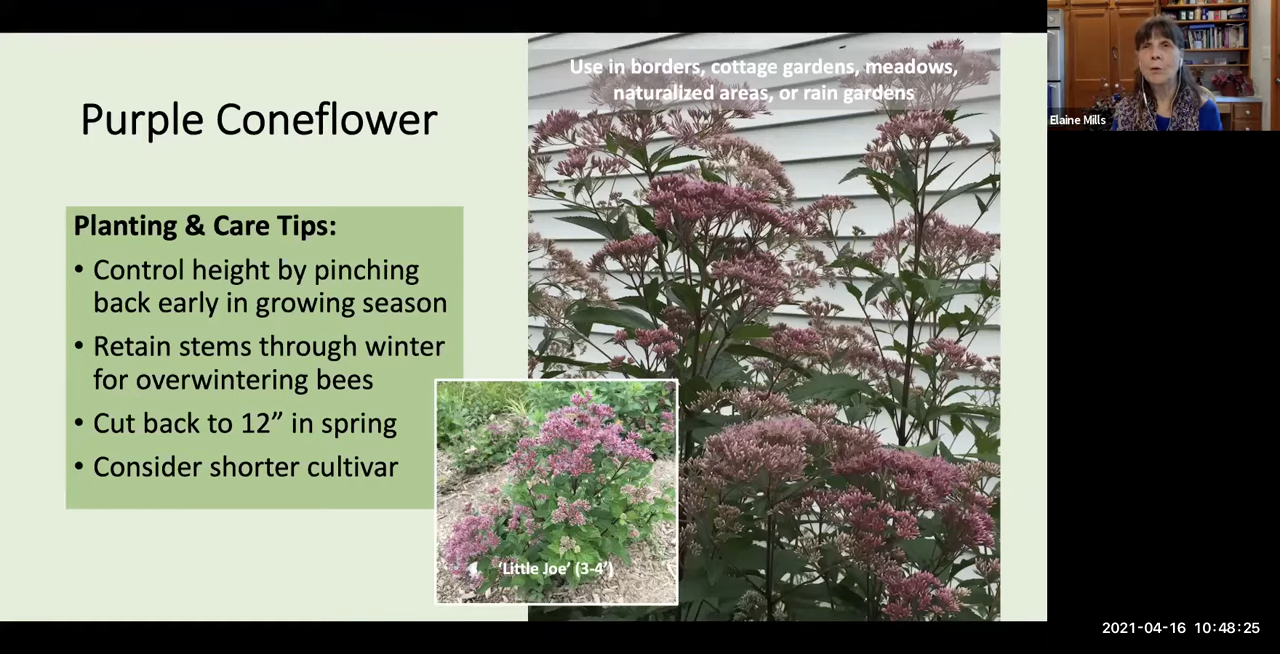 Purple Coneflower
Planting & Care Tips:
• Control height by pinching
back early in growing season
• Retain stems through winter
for overwintering bees
• Cut back to 12” in spring
• Consider shorter cultivar
Use in borders, cottage gardens, meadows,
naturalized areas, or rain gardens
‘Little Joe’ (3-4’)
Elaine Mills
2021-04-16 10:48:25